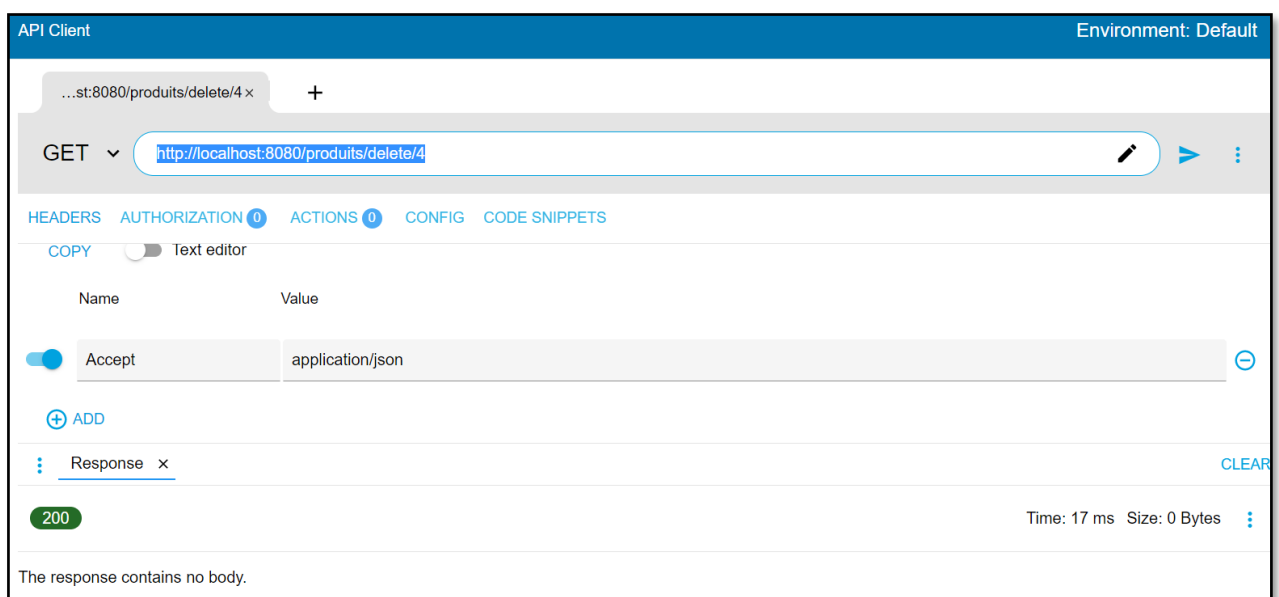 API Client Environment: Default
...st:8080/produits/delete/4 × +
GET http://localhost:8080/produits/delete/4
HEADERS AUTHORIZATION 0 ACTIONS 0 CONFIG CODE SNIPPETS
COPY Text editor
Name Value
Accept application/json
ADD
Response ×
CLEAR
200 Time: 17 ms Size: 0 Bytes
The response contains no body.